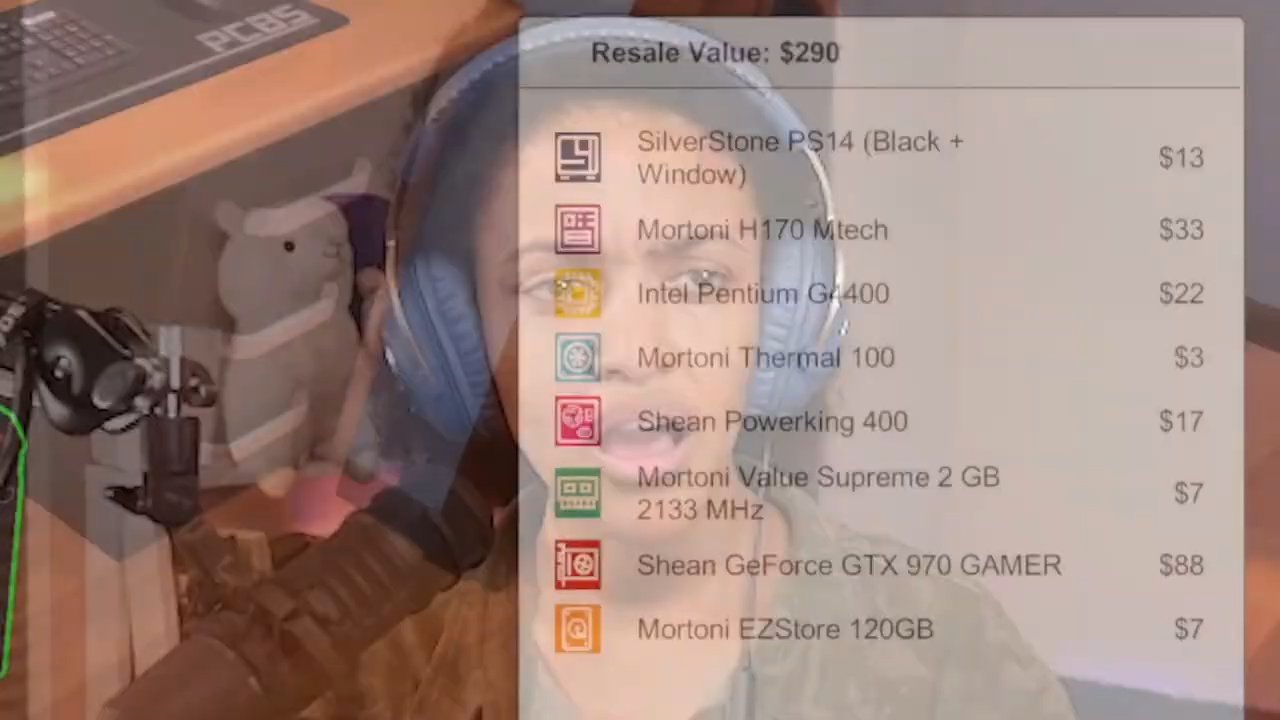 PCBS
Resale Value: $290
SilverStone PS14 (Black +
Window) $13
Mortoni H170 Mtech $33
Intel Pentium G4400 $22
Mortoni Thermal 100 $3
Shean Powerking 400 $17
Mortoni Value Supreme 2 GB
2133 MHz $7
Shean GeForce GTX 970 GAMER $88
Mortoni EZStore 120GB $7